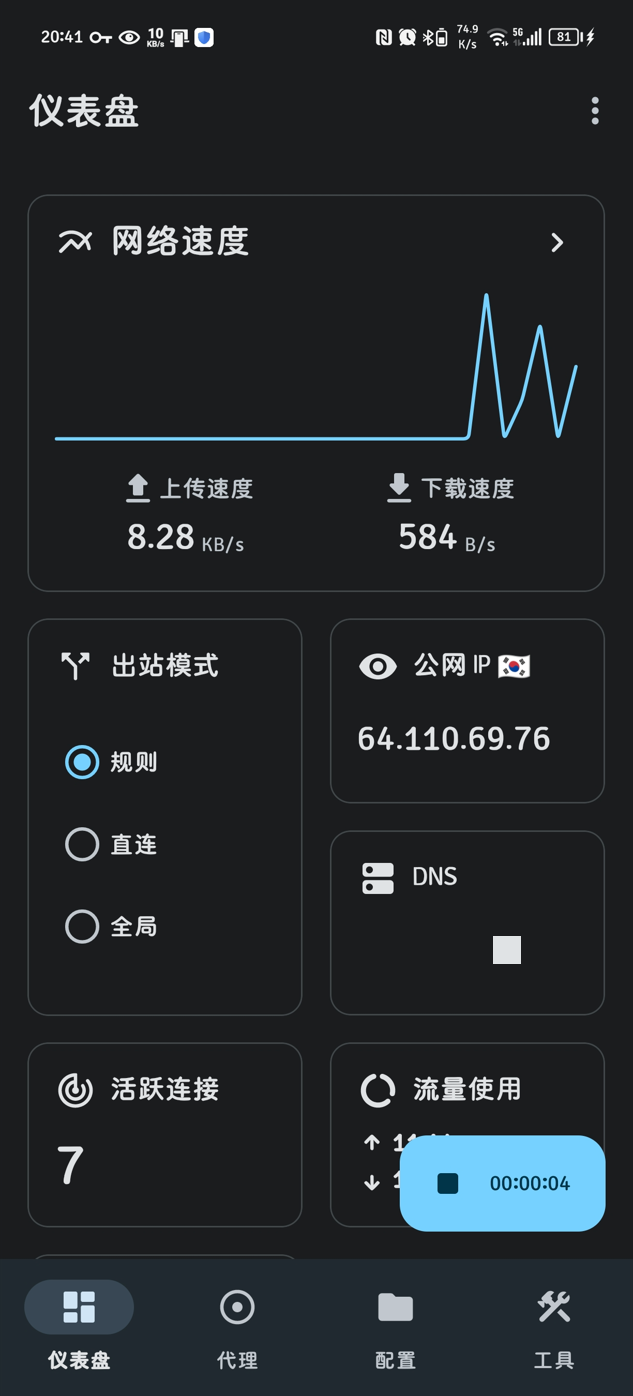 20:41 10 KB/s 74.9 K/s 5G 81
仪表盘
网络速度
上传速度 下载速度
8.28 KB/s 584 B/s
出站模式
规则
直连
全局
公网 IP
64.110.69.76
DNS
活跃连接
7
流量使用
00:00:04
仪表盘 代理 配置 工具